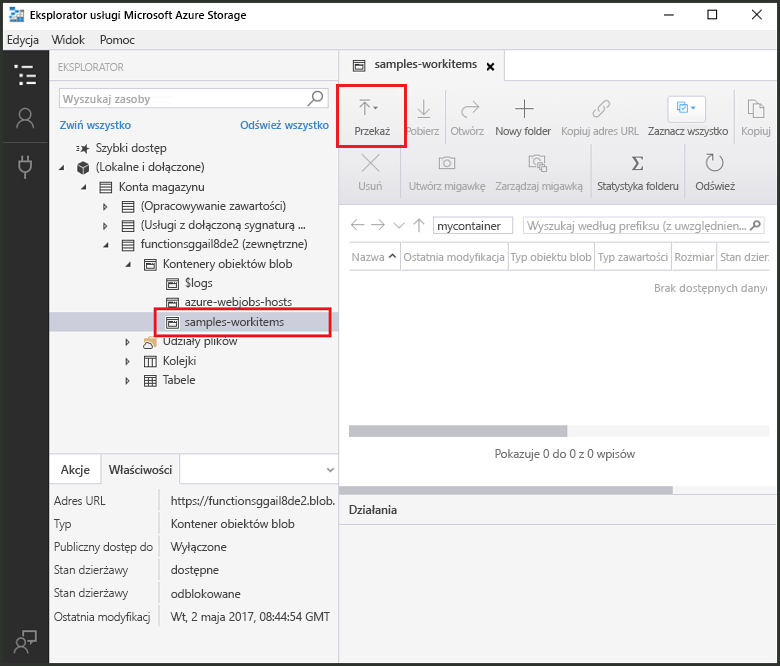 Eksplorator usługi Microsoft Azure Storage
Edycja Widok Pomoc
EKSPLORATOR
Wyszukaj zasoby
Zwiń wszystko Odśwież wszystko
Szybki dostęp
(Lokalne i dołączone)
Konta magazynu
(Opracowywanie zawartości)
(Usługi z dołączoną sygnaturą ...
functionsggail8de2 (zewnętrzne)
Kontenery obiektów blob
$logs
azure-webjobs-hosts
samples-workitems
Udziały plików
Kolejki
Tabele
Akcje Właściwości
Adres URL https://functionsggail8de2.blob.
Typ Kontener obiektów blob
Publiczny dostęp do Wyłączone
Stan dzierżawy dostępne
Stan dzierżawy odblokowane
Ostatnia modyfikacj Wt, 2 maja 2017, 08:44:54 GMT
samples-workitems
Przekaż Pobierz Otwórz Nowy folder Kopiuj adres URL Zaznacz wszystko Kopiuj
Usuń Utwórz migawkę Zarządzaj migawką Statystyka folderu Odśwież
mycontainer Wyszukaj według prefiksu (z uwzględnien...
Nazwa Ostatnia modyfikacja Typ obiektu blob Typ zawartości Rozmiar Stan dzier
Brak dostępnych danyc
Pokazuje 0 do 0 z 0 wpisów
Działania